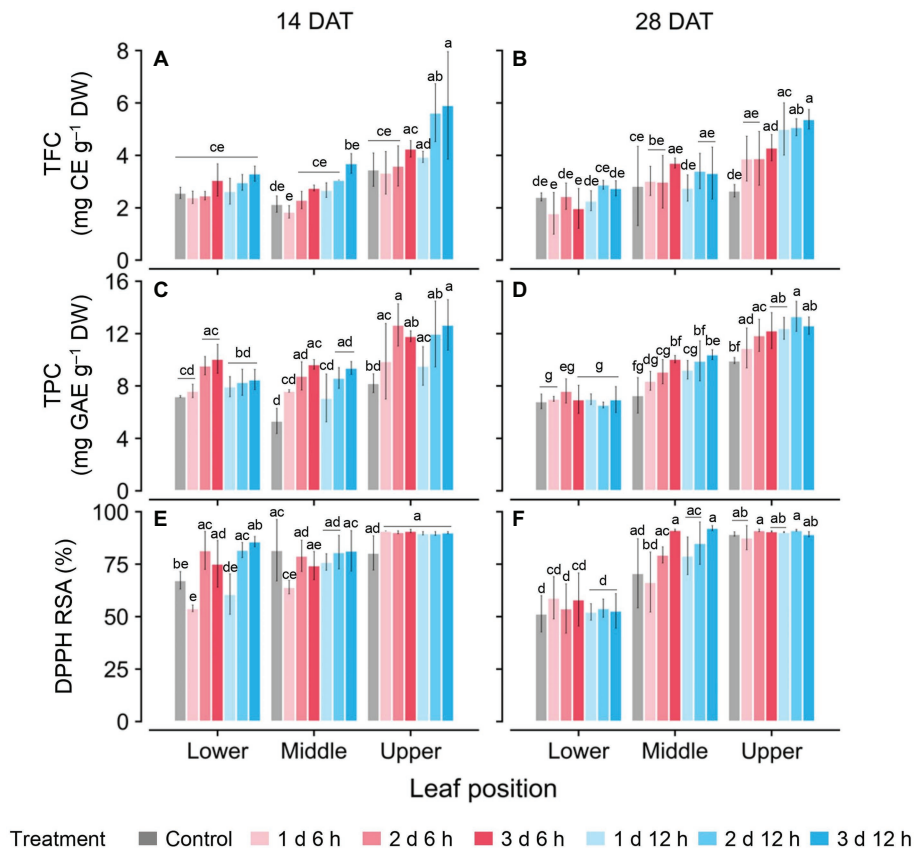 14 DAT 28 DAT
A
B
TFC
(mg CE g⁻¹ DW)
8
6
4
2
0
ce
de e ce be
ce ac ad ab a
de e de e de ce de
ce be ae de ae
de ae ad ac ab a
C
D
TPC
(mg GAE g⁻¹ DW)
16
12
8
4
0
cd ac bd
d cd ad ac cd ad
ac a ab ac ab a
g eg g
fg dg cg bf cg bf be
bf ad ac ab a ab
E
F
DPPH RSA (%)
100
75
50
25
0
be e ac ad de ac ab
ac ce ad ae ad ac
ad a
d cd d cd d
ad bd ad a ac a
ab a ab a ab
Lower Middle Upper Lower Middle Upper
Leaf position
Treatment Control 1 d 6 h 2 d 6 h 3 d 6 h 1 d 12 h 2 d 12 h 3 d 12 h